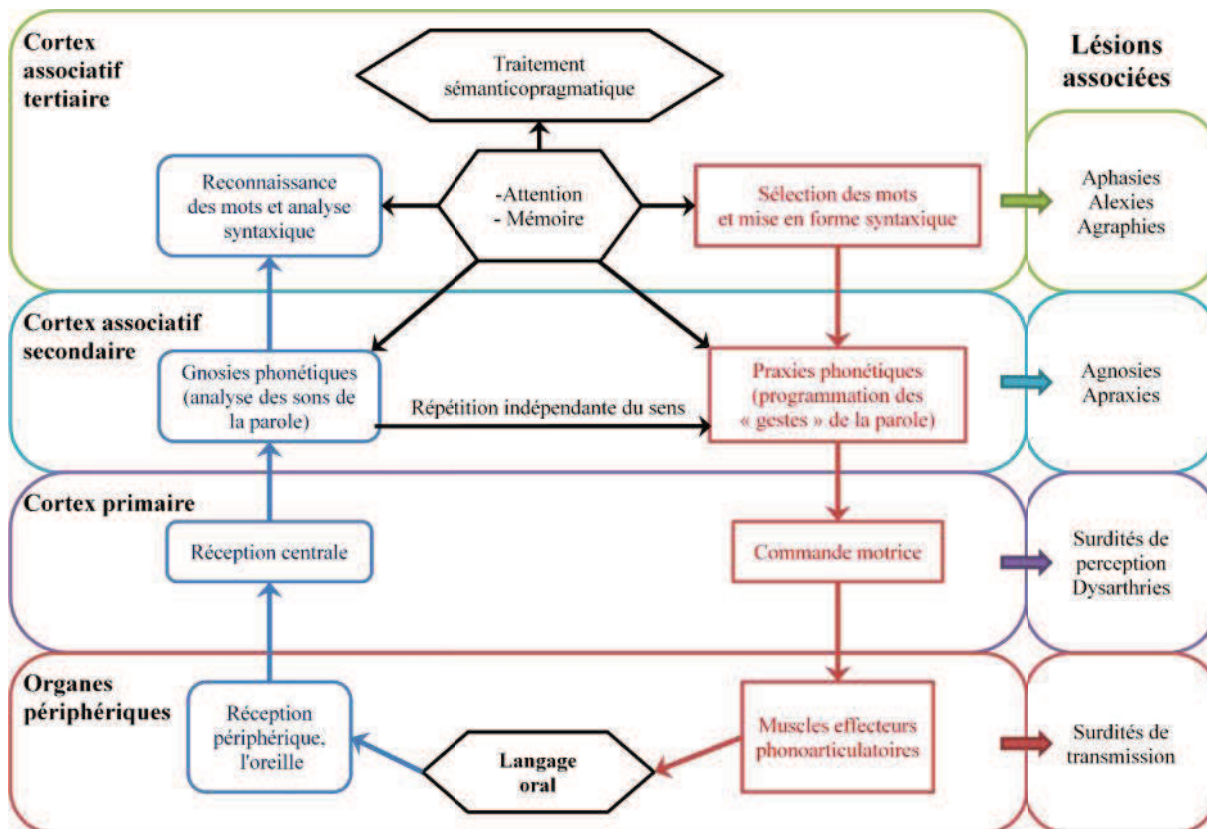 Cortex
associatif
tertiaire
Traitement
sémanticopragmatique
Lésions
associées
Reconnaissance
des mots et analyse
syntaxique
-Attention
- Mémoire
Sélection des mots
et mise en forme syntaxique
Aphasies
Alexies
Agraphies
Cortex associatif
secondaire
Gnosies phonétiques
(analyse des sons de
la parole)
Répétition indépendante du sens
Praxies phonétiques
(programmation des
« gestes » de la parole)
Agnosies
Apraxies
Cortex primaire
Réception centrale
Commande motrice
Surdités de
perception
Dysarthries
Organes
périphériques
Réception
périphérique,
l'oreille
Langage
oral
Muscles effecteurs
phonoarticulatoires
Surdités de
transmission